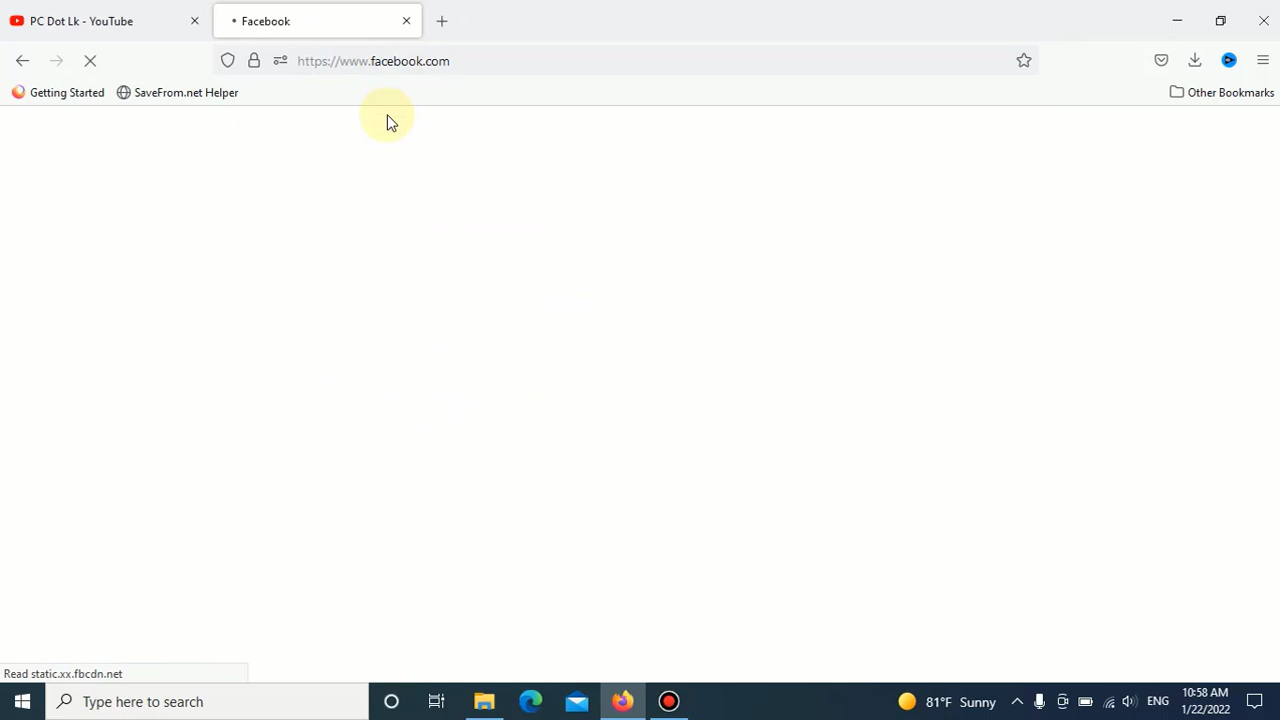 PC Dot Lk - YouTube
Facebook
https://www.facebook.com
Getting Started
SaveFrom.net Helper
Other Bookmarks
Read static.xx.fbcdn.net
Type here to search
81°F Sunny
ENG
10:58 AM
1/22/2022